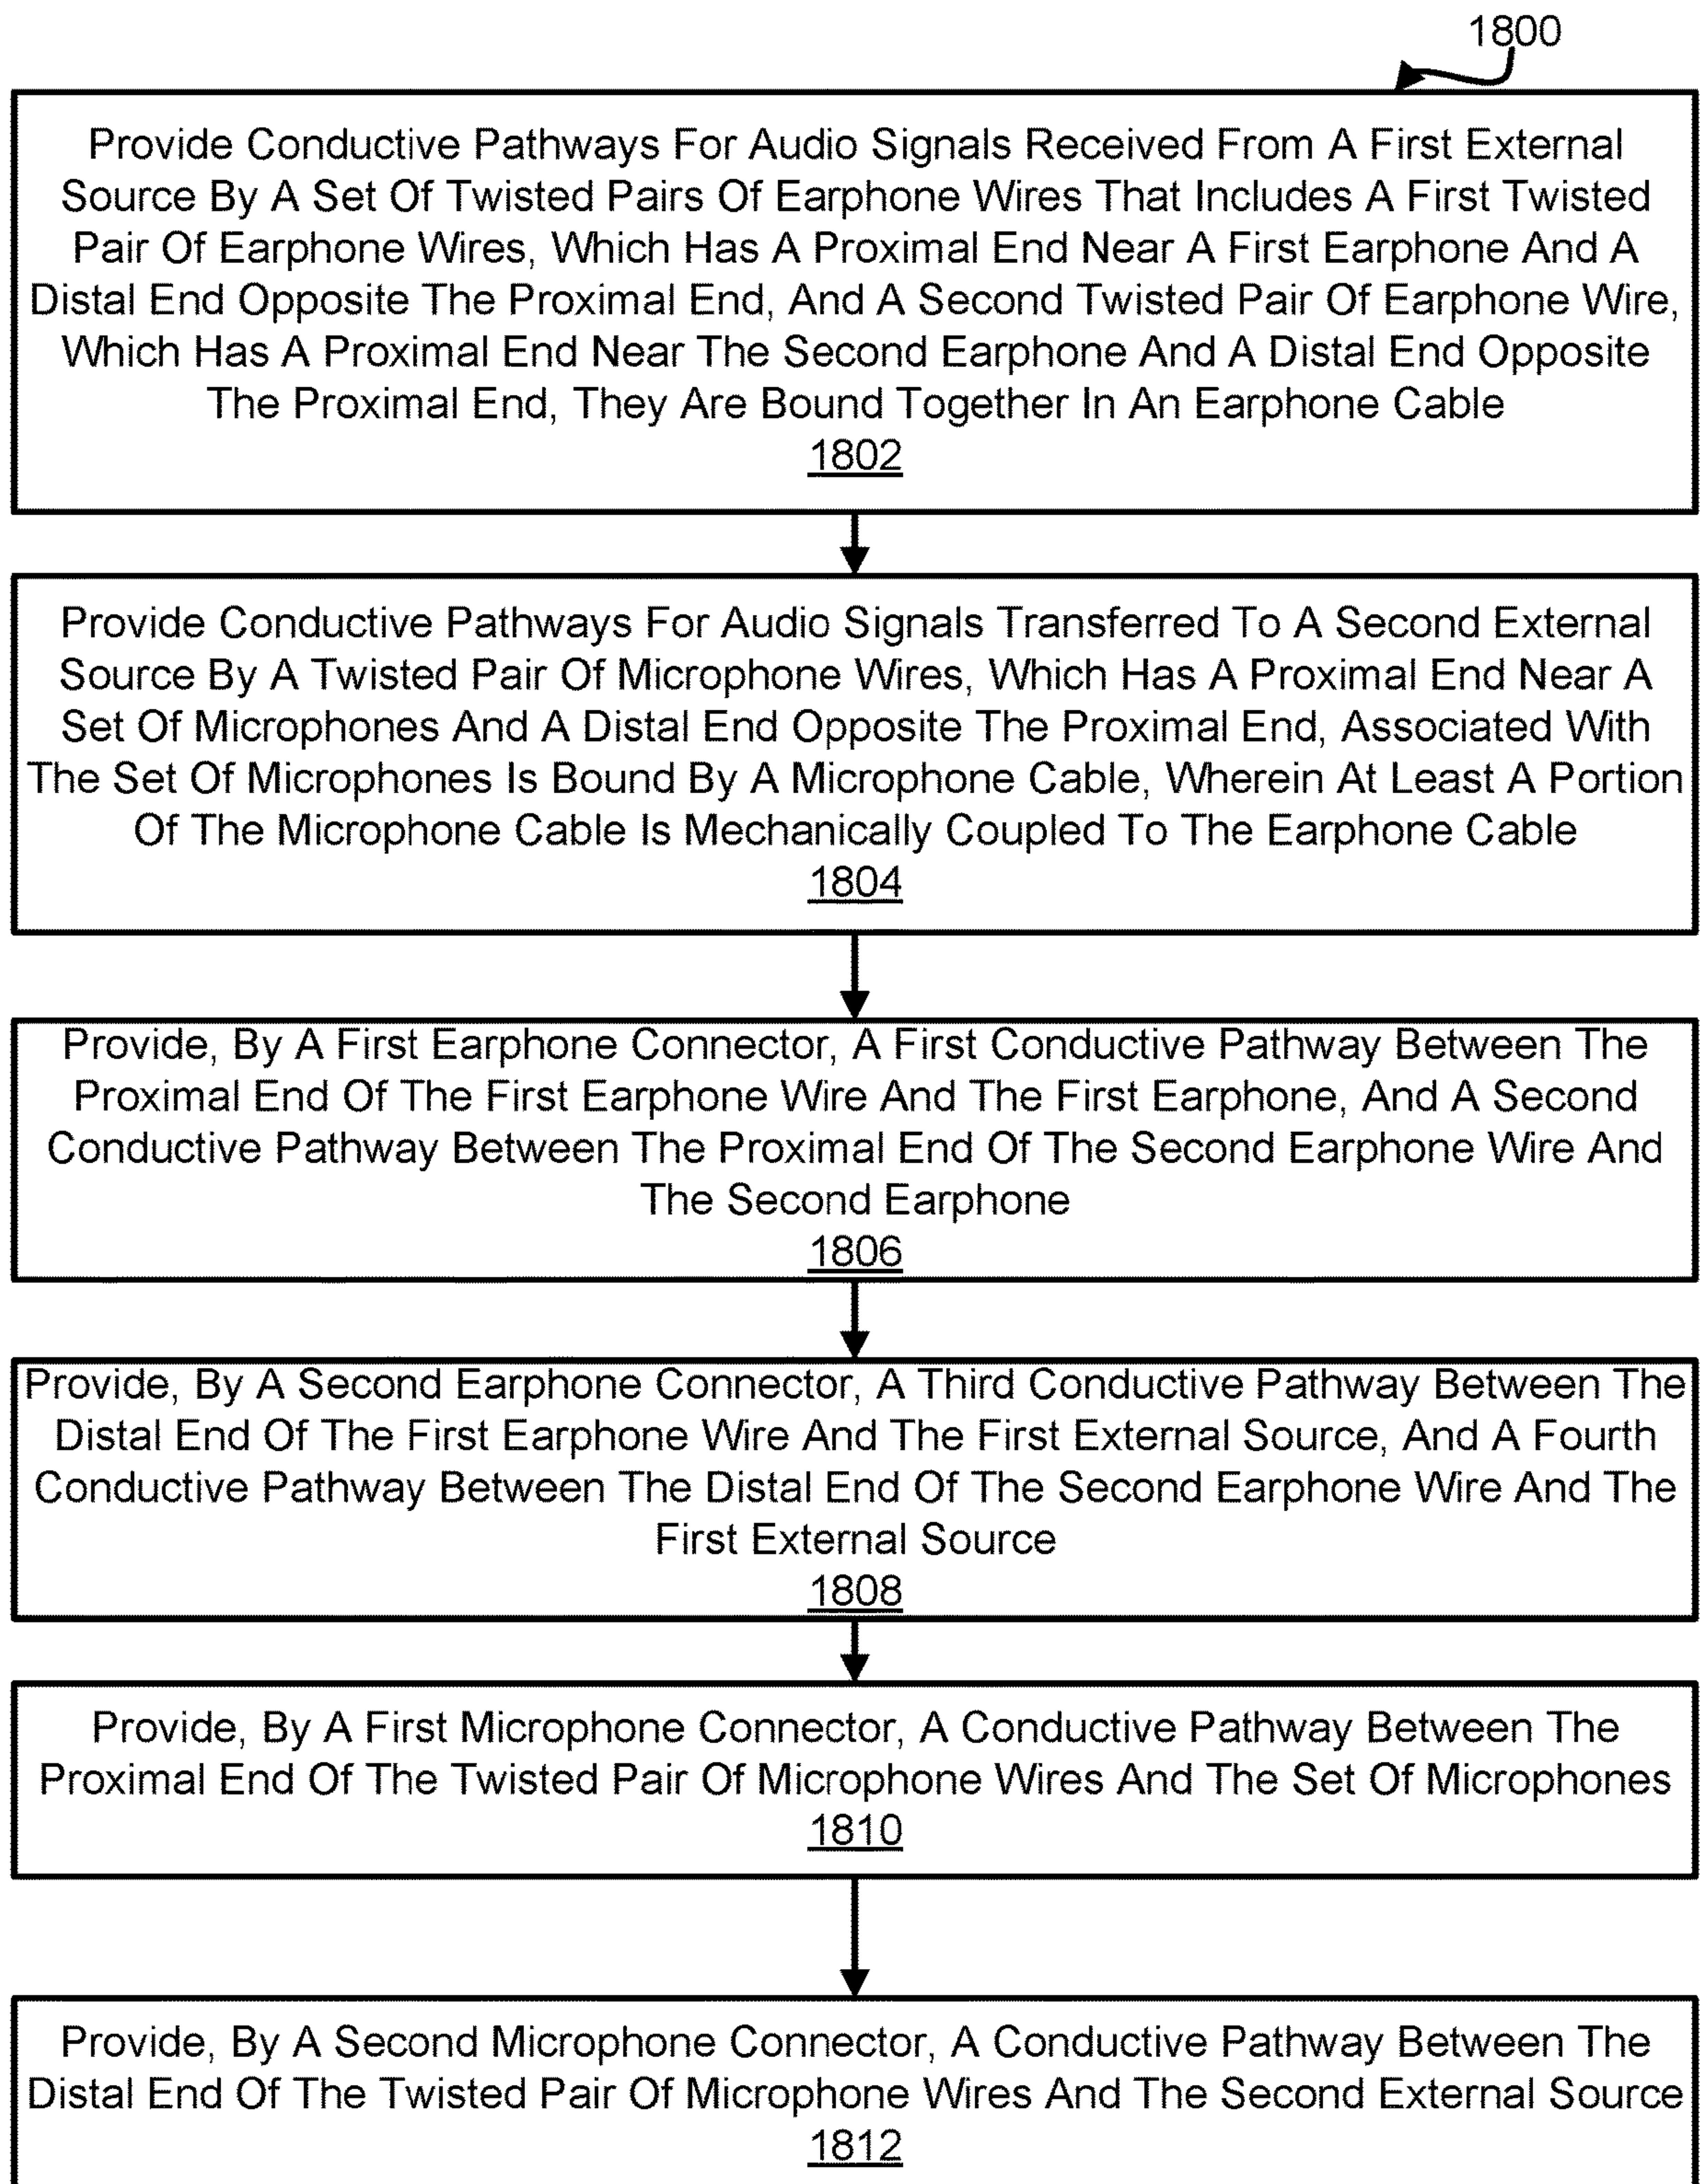 1800
Provide Conductive Pathways For Audio Signals Received From A First External
Source By A Set Of Twisted Pairs Of Earphone Wires That Includes A First Twisted
Pair Of Earphone Wires, Which Has A Proximal End Near A First Earphone And A
Distal End Opposite The Proximal End, And A Second Twisted Pair Of Earphone Wire,
Which Has A Proximal End Near The Second Earphone And A Distal End Opposite
The Proximal End, They Are Bound Together In An Earphone Cable
1802
Provide Conductive Pathways For Audio Signals Transferred To A Second External
Source By A Twisted Pair Of Microphone Wires, Which Has A Proximal End Near A
Set Of Microphones And A Distal End Opposite The Proximal End, Associated With
The Set Of Microphones Is Bound By A Microphone Cable, Wherein At Least A Portion
Of The Microphone Cable Is Mechanically Coupled To The Earphone Cable
1804
Provide, By A First Earphone Connector, A First Conductive Pathway Between The
Proximal End Of The First Earphone Wire And The First Earphone, And A Second
Conductive Pathway Between The Proximal End Of The Second Earphone Wire And
The Second Earphone
1806
Provide, By A Second Earphone Connector, A Third Conductive Pathway Between The
Distal End Of The First Earphone Wire And The First External Source, And A Fourth
Conductive Pathway Between The Distal End Of The Second Earphone Wire And The
First External Source
1808
Provide, By A First Microphone Connector, A Conductive Pathway Between The
Proximal End Of The Twisted Pair Of Microphone Wires And The Set Of Microphones
1810
Provide, By A Second Microphone Connector, A Conductive Pathway Between The
Distal End Of The Twisted Pair Of Microphone Wires And The Second External Source
1812